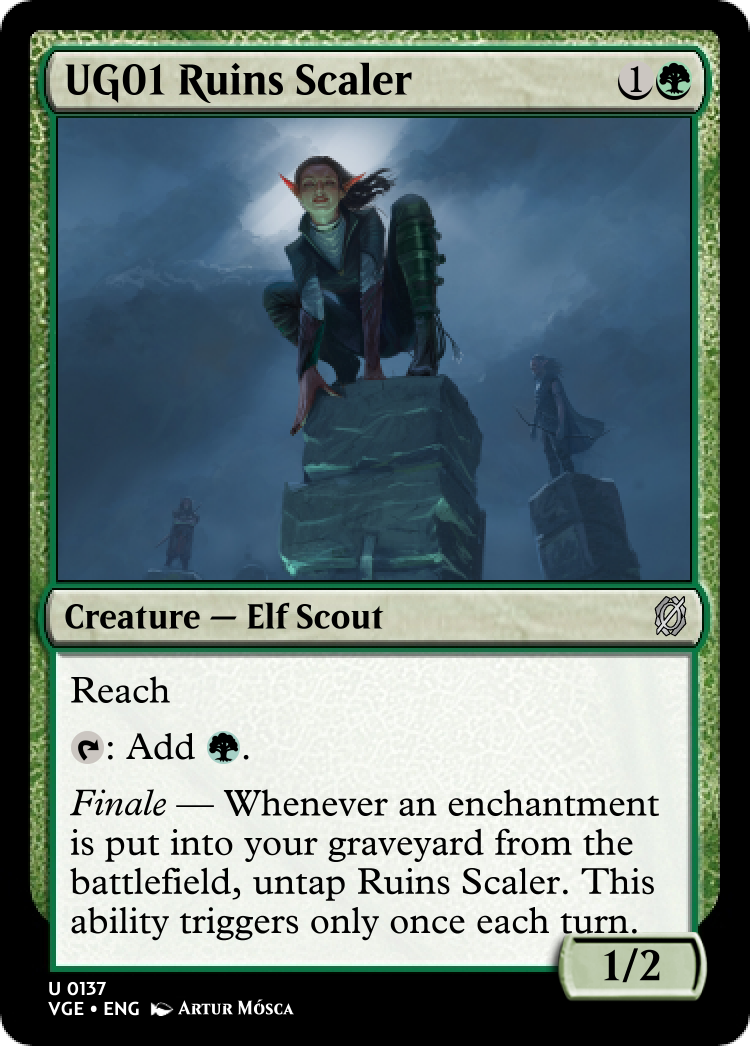 UG01 Ruins Scaler 1
Creature — Elf Scout
Reach
: Add .
Finale — Whenever an enchantment
is put into your graveyard from the
battlefield, untap Ruins Scaler. This
ability triggers only once each turn.
1/2
U 0137
VGE • ENG Artur Mósca